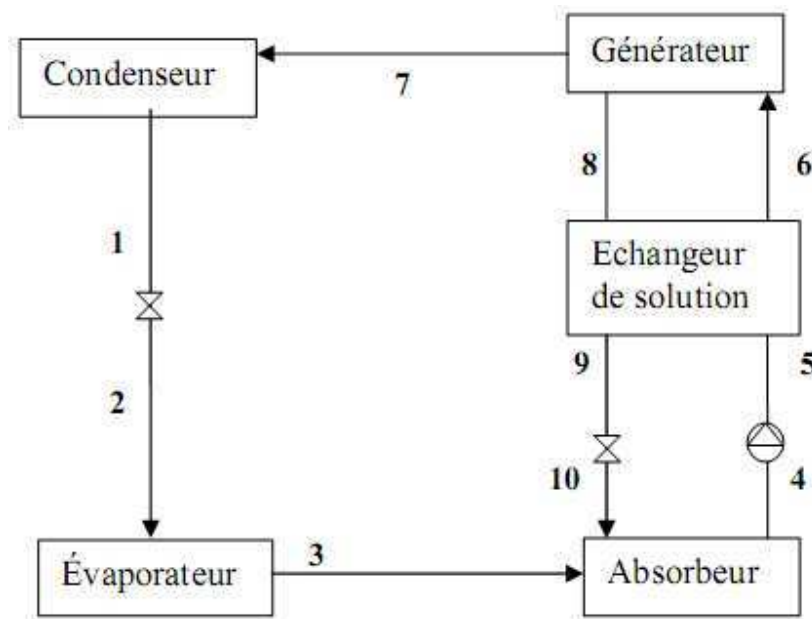 Condenseur
7
Générateur
1
8
6
Echangeur
de solution
9
5
2
10
4
Évaporateur
3
Absorbeur